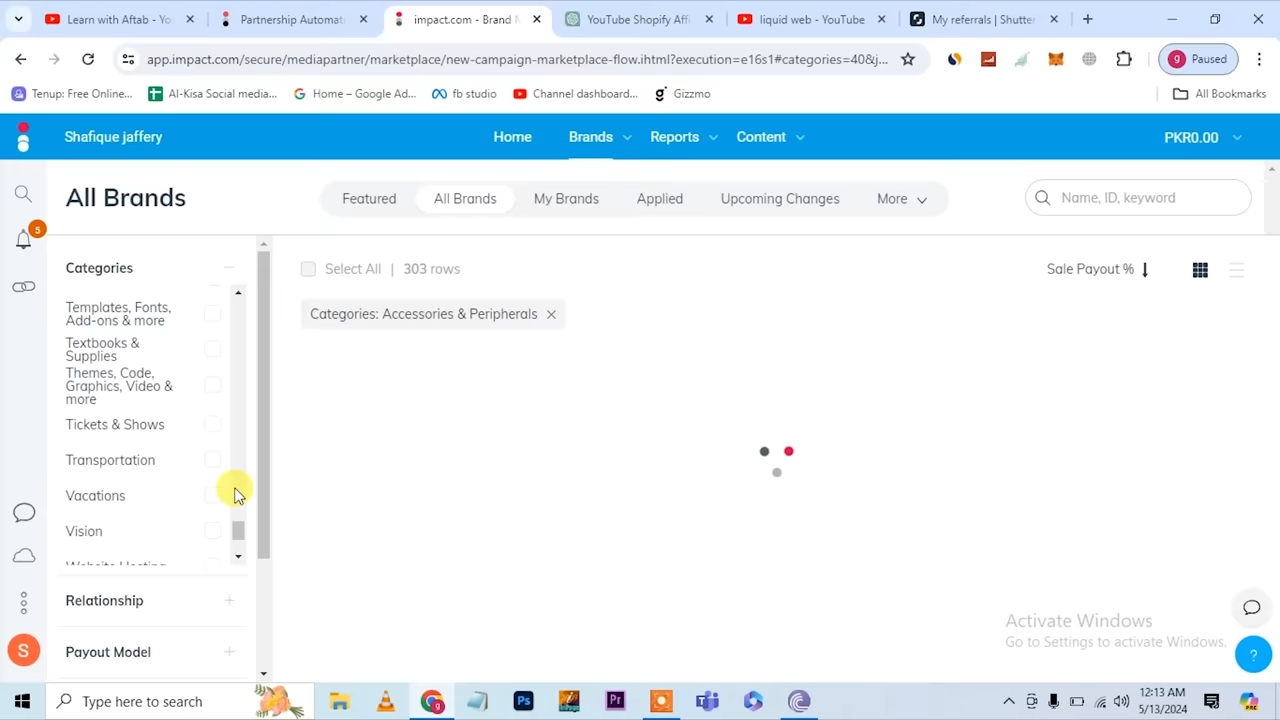 Learn with Aftab - Yo
Partnership Automati
impact.com - Brand M
YouTube Shopify Affi
liquid web - YouTube
My referrals | Shutte
app.impact.com/secure/mediapartner/marketplace/new-campaign-marketplace-flow.ihtml?execution=e16s1#categories=40&j...
g Paused
Tenup: Free Online...
Al-Kisa Social media...
Home – Google Ad...
fb studio
Channel dashboard...
Gizzmo
All Bookmarks
Shafique jaffery
Home
Brands
Reports
Content
PKR0.00
All Brands
Featured
All Brands
My Brands
Applied
Upcoming Changes
More
Name, ID, keyword
5
Categories
Select All | 303 rows
Sale Payout %
Categories: Accessories & Peripherals
Templates, Fonts,
Add-ons & more
Textbooks &
Supplies
Themes, Code,
Graphics, Video &
more
Tickets & Shows
Transportation
Vacations
Vision
Website Hosting
Relationship
Payout Model
S
Activate Windows
Go to Settings to activate Windows.
?
Type here to search
12:13 AM
5/13/2024